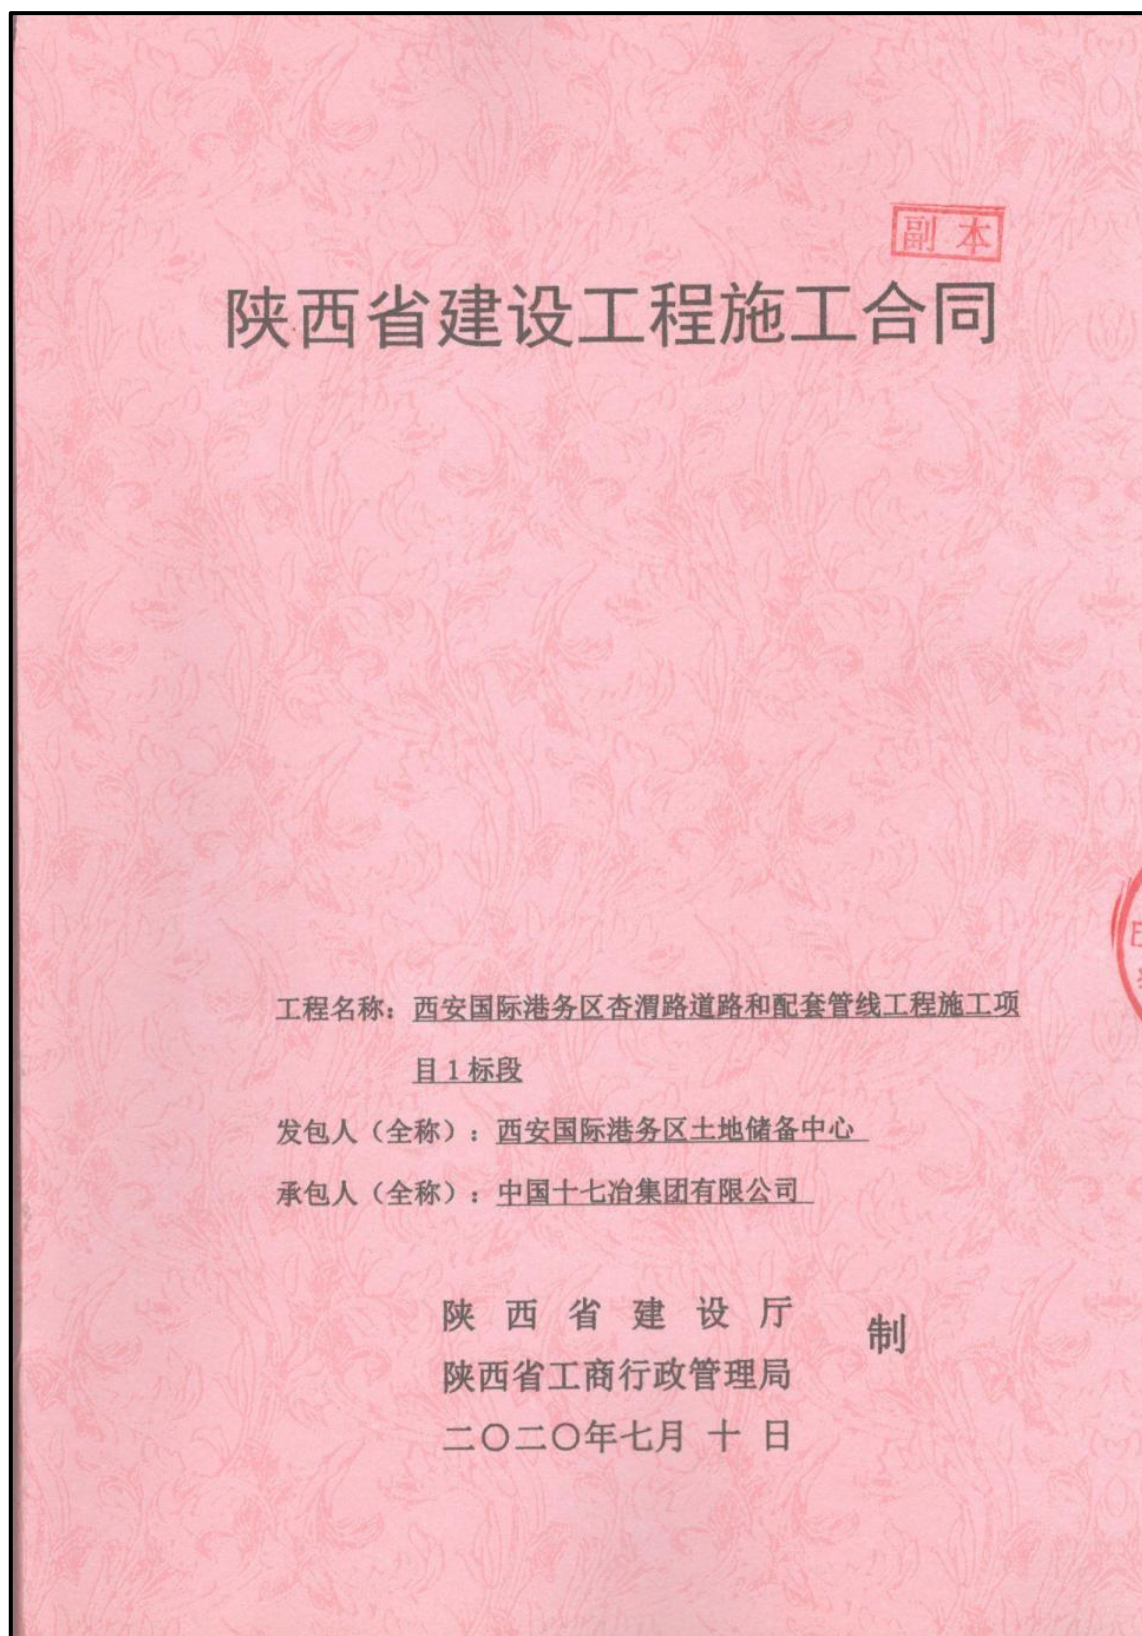 副 本
陕西省建设工程施工合同
工程名称：西安国际港务区杏渭路道路和配套管线工程施工项
目1标段
发包人（全称）：西安国际港务区土地储备中心
承包人（全称）：中国十七冶集团有限公司
陕 西 省 建 设 厅
制
陕西省工商行政管理局
二〇二〇年七月 十 日